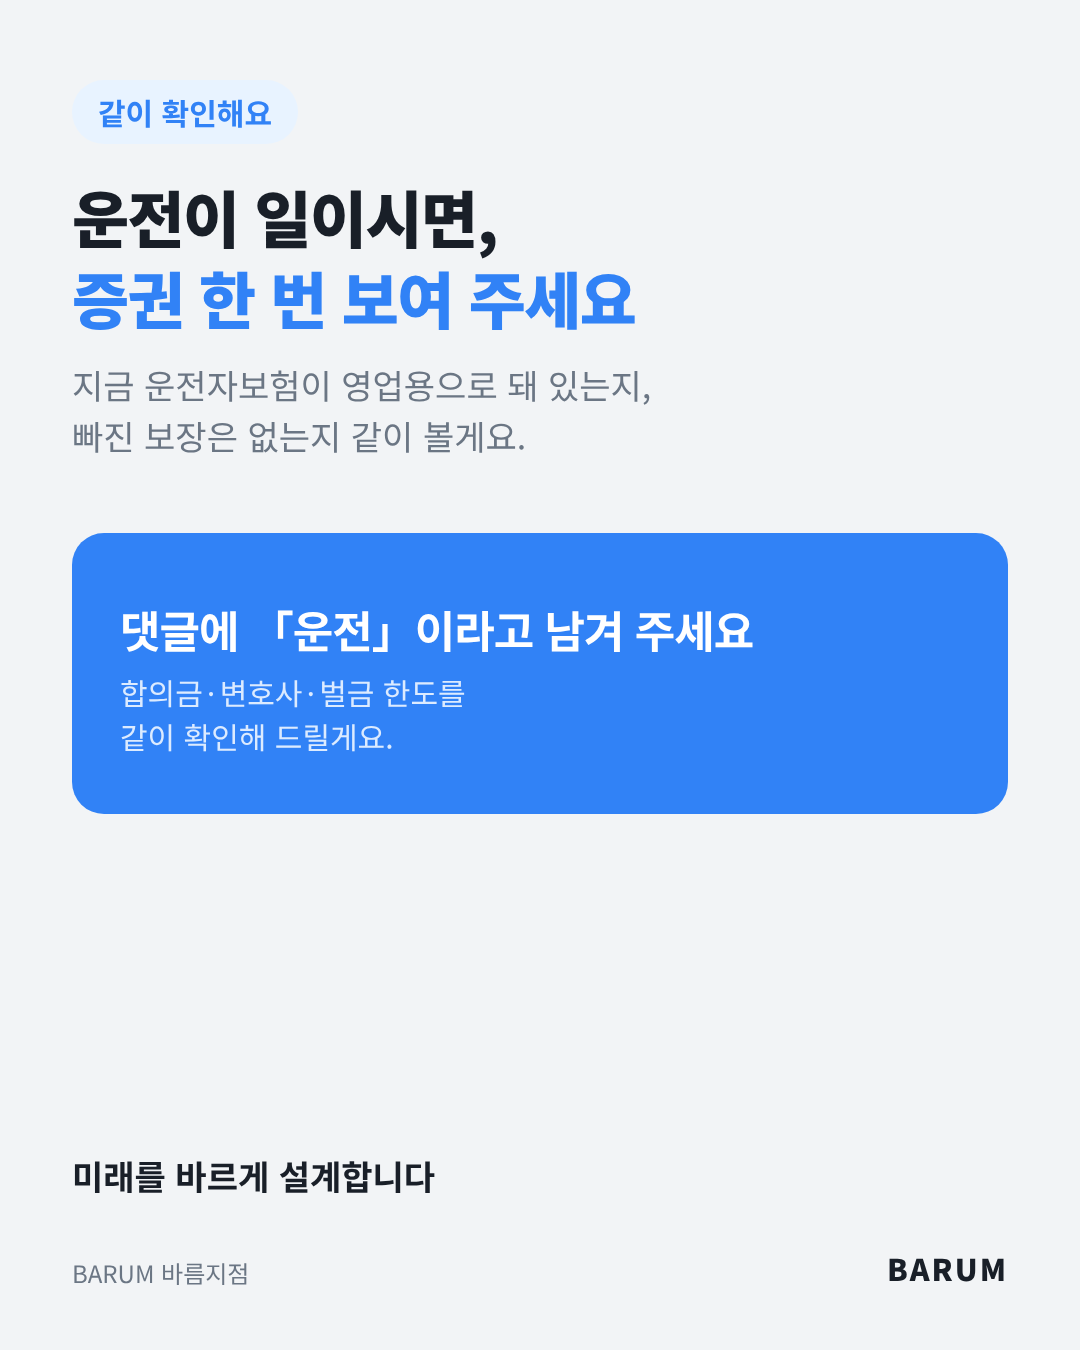 같이 확인해요
운전이 일이시면,
증권 한 번 보여 주세요
지금 운전자보험이 영업용으로 돼 있는지,
빠진 보장은 없는지 같이 볼게요.
댓글에 「운전」이라고 남겨 주세요
합의금·변호사·벌금 한도를
같이 확인해 드릴게요.
미래를 바르게 설계합니다
BARUM 바름지점
BARUM